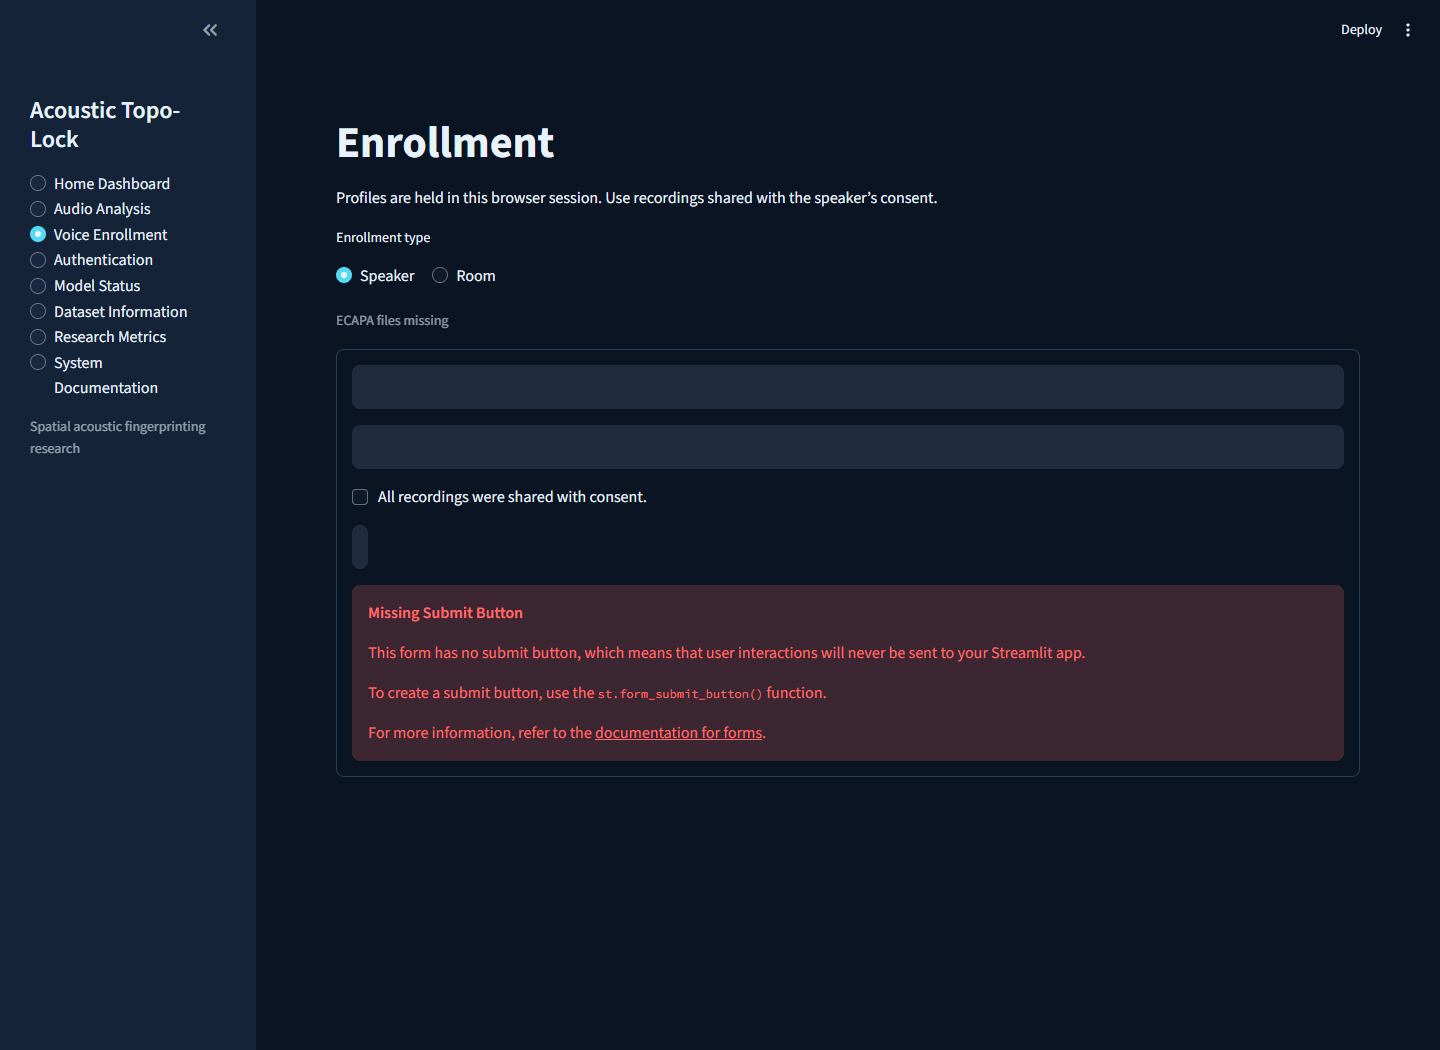 Deploy
Acoustic Topo-
Lock
Home Dashboard
Audio Analysis
Voice Enrollment
Authentication
Model Status
Dataset Information
Research Metrics
System
Documentation
Spatial acoustic fingerprinting
research
Enrollment
Profiles are held in this browser session. Use recordings shared with the speaker’s consent.
Enrollment type
Speaker Room
ECAPA files missing
All recordings were shared with consent.
Missing Submit Button
This form has no submit button, which means that user interactions will never be sent to your Streamlit app.
To create a submit button, use the st.form_submit_button() function.
For more information, refer to the documentation for forms.